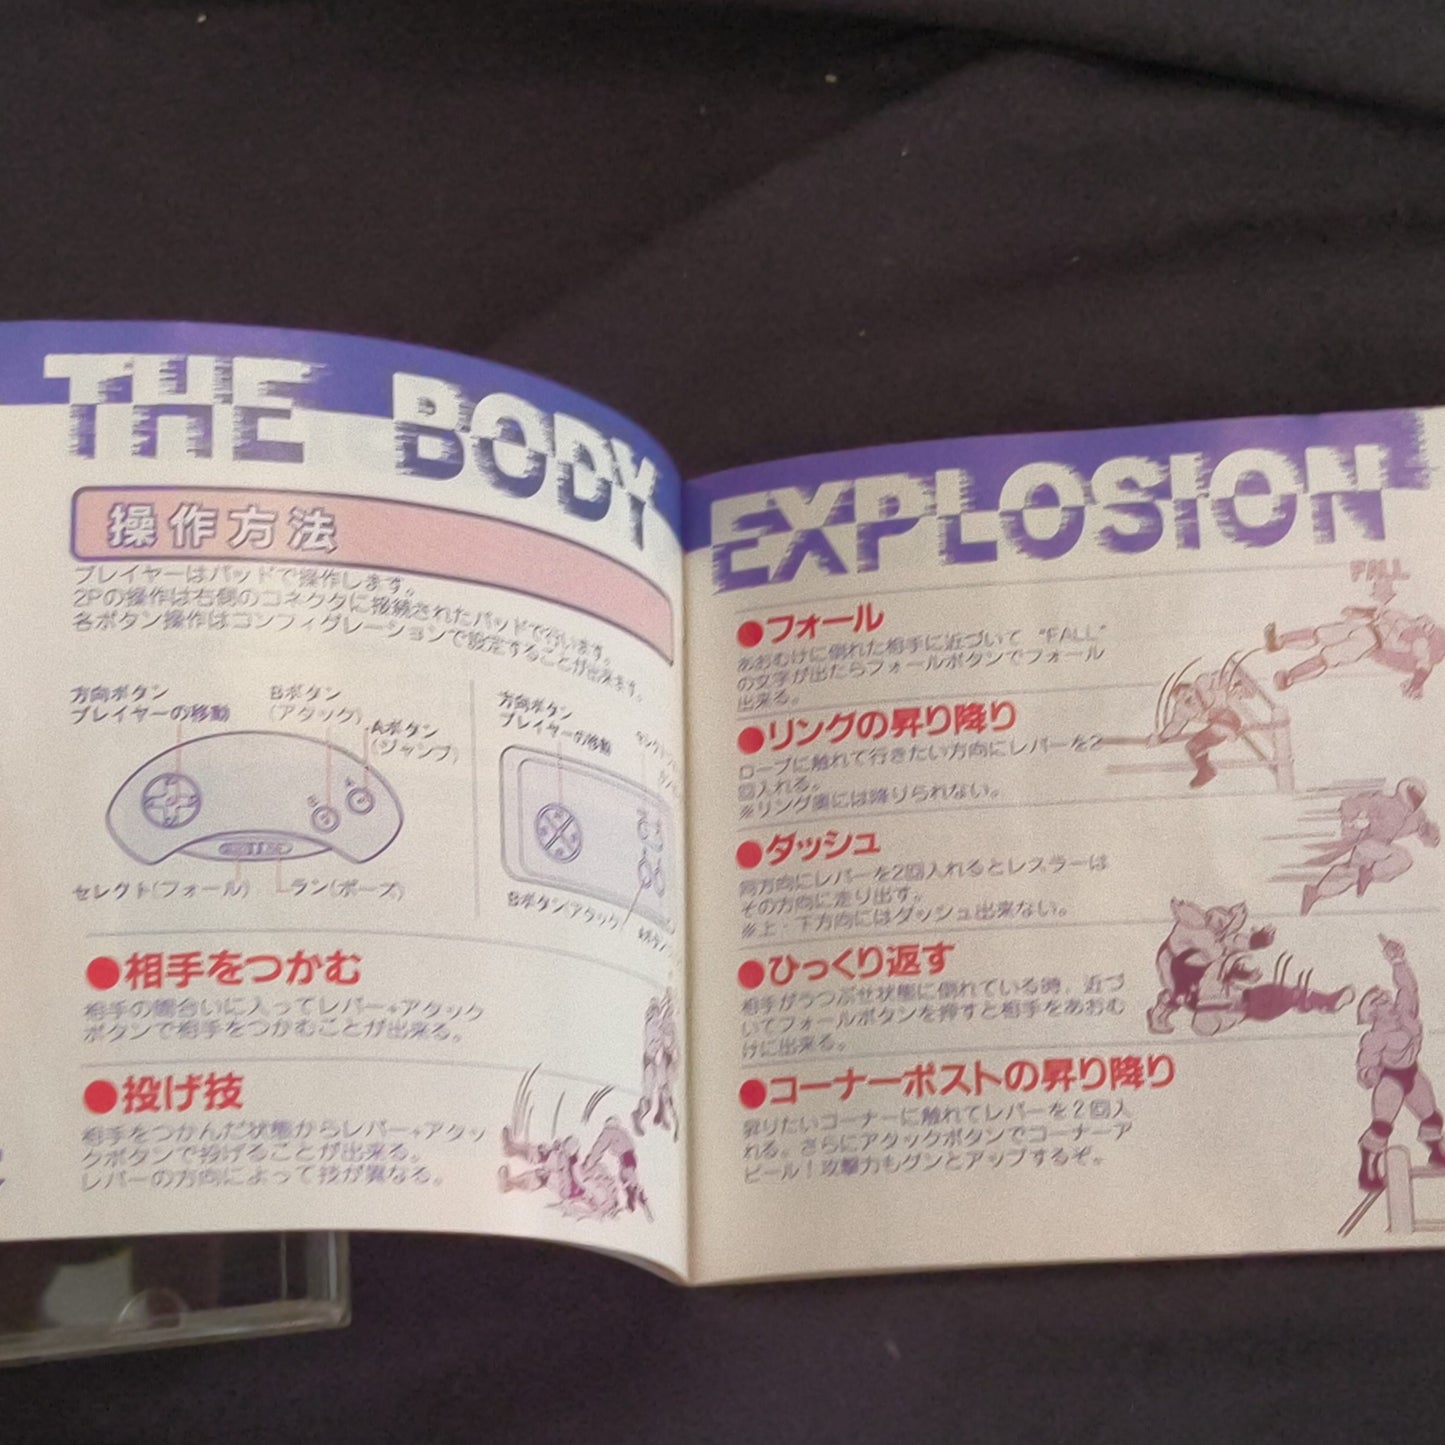 THE BODY
操作方法
プレイヤーはパッドで操作します。
2Pの操作は右側のコネクタに接続されたパッドで行います。
各ボタン操作はコンフィグレーションで設定することが出来ます。
方向ボタン
プレイヤーの移動
Bボタン
(アタック)
Aボタン
(ジャンプ)
セレクト(フォール)
ラン(ポーズ)
方向ボタン
プレイヤーの移動
Bボタン(アタック
●相手をつかむ
相手の間合いに入ってレバー+アタック
ボタンで相手をつかむことが出来る。
●投げ技
相手をつかんだ状態からレバー+アタッ
クボタンで投げることが出来る。
レバーの方向によって技が異なる。
EXPLOSION
●フォール
あおむけに倒れた相手に近づいて "FALL"
の文字が出たらフォールボタンでフォール
出来る。
FALL
●リングの昇り降り
ロープに触れて行きたい方向にレバーを2
回入れる。
※リング奥には降りられない。
●ダッシュ
同方向にレバーを2回入れるとレスラーは
その方向に走り出す。
※上・下方向にはダッシュ出来ない。
●ひっくり返す
相手がうつぶせ状態に倒れている時、近づ
いてフォールボタンを押すと相手をあおむ
けに出来る。
●コーナーポストの昇り降り
昇りたいコーナーに触れてレバーを2回入
れる。さらにアタックボタンでコーナーア
ピール!攻撃力もグンとアップするぞ。